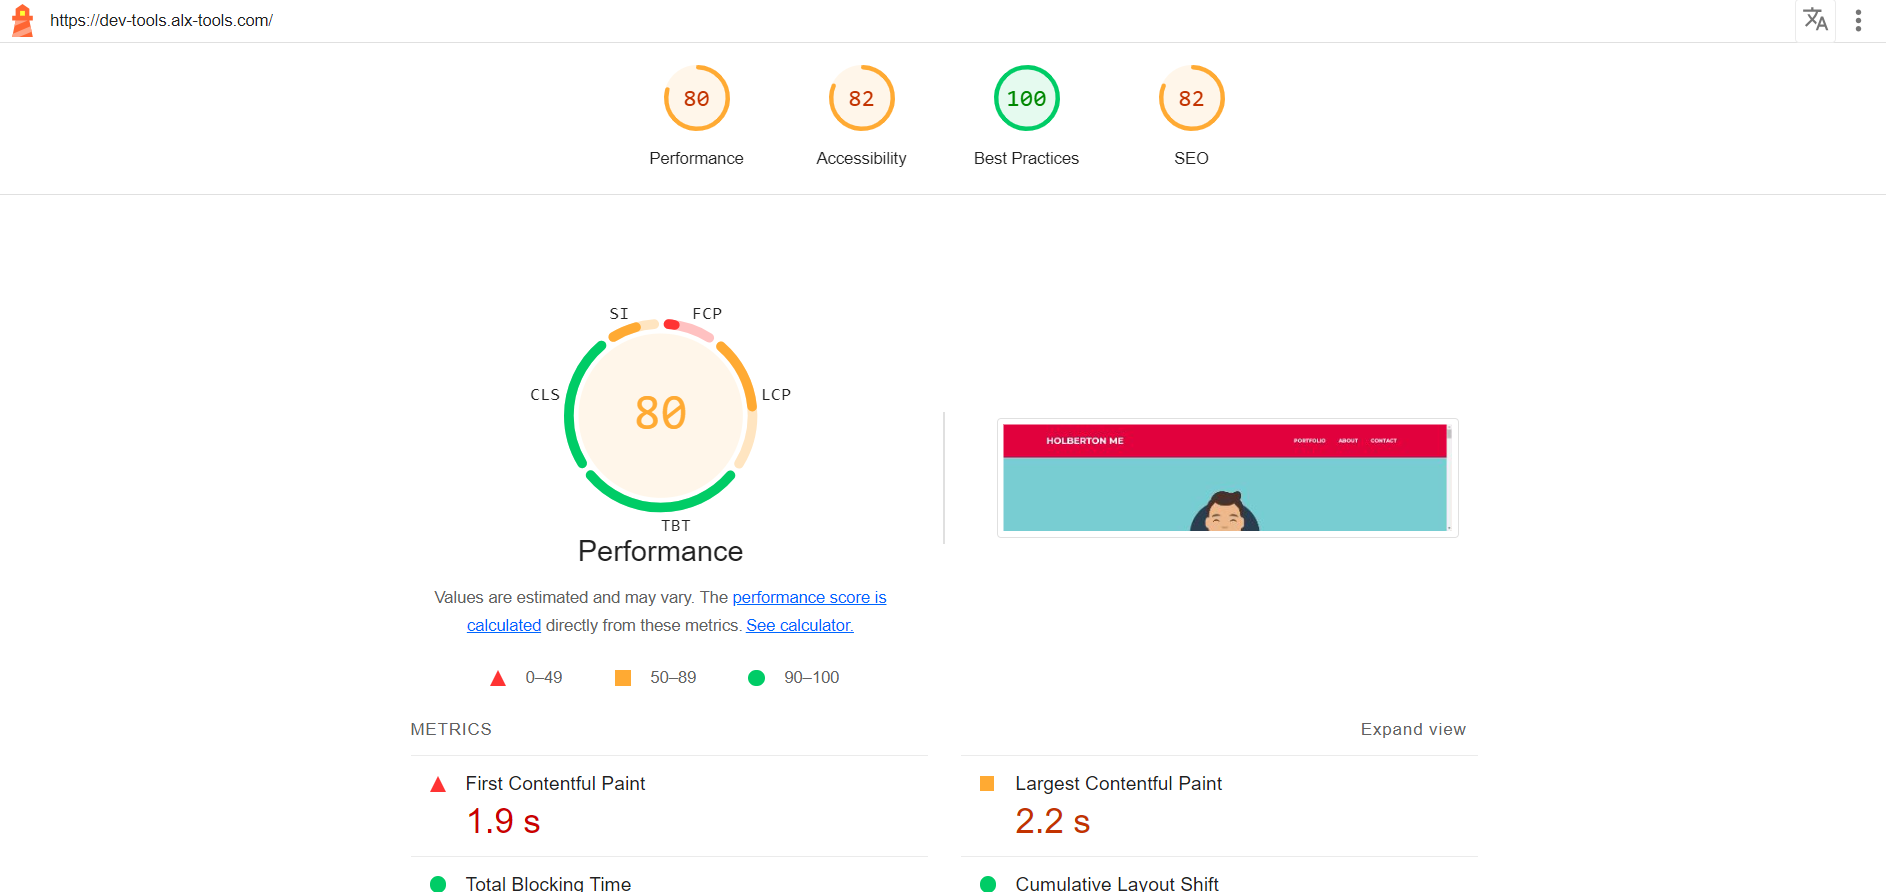 https://dev-tools.alx-tools.com/
80
82
100
82
Performance
Accessibility
Best Practices
SEO
SI
FCP
CLS
LCP
80
TBT
Performance
Values are estimated and may vary. The performance score is
calculated directly from these metrics. See calculator.
0–49
50–89
90–100
HOLBERTON ME
PORTFOLIO
ABOUT
CONTACT
METRICS
Expand view
First Contentful Paint
1.9 s
Largest Contentful Paint
2.2 s
Total Blocking Time
Cumulative Layout Shift